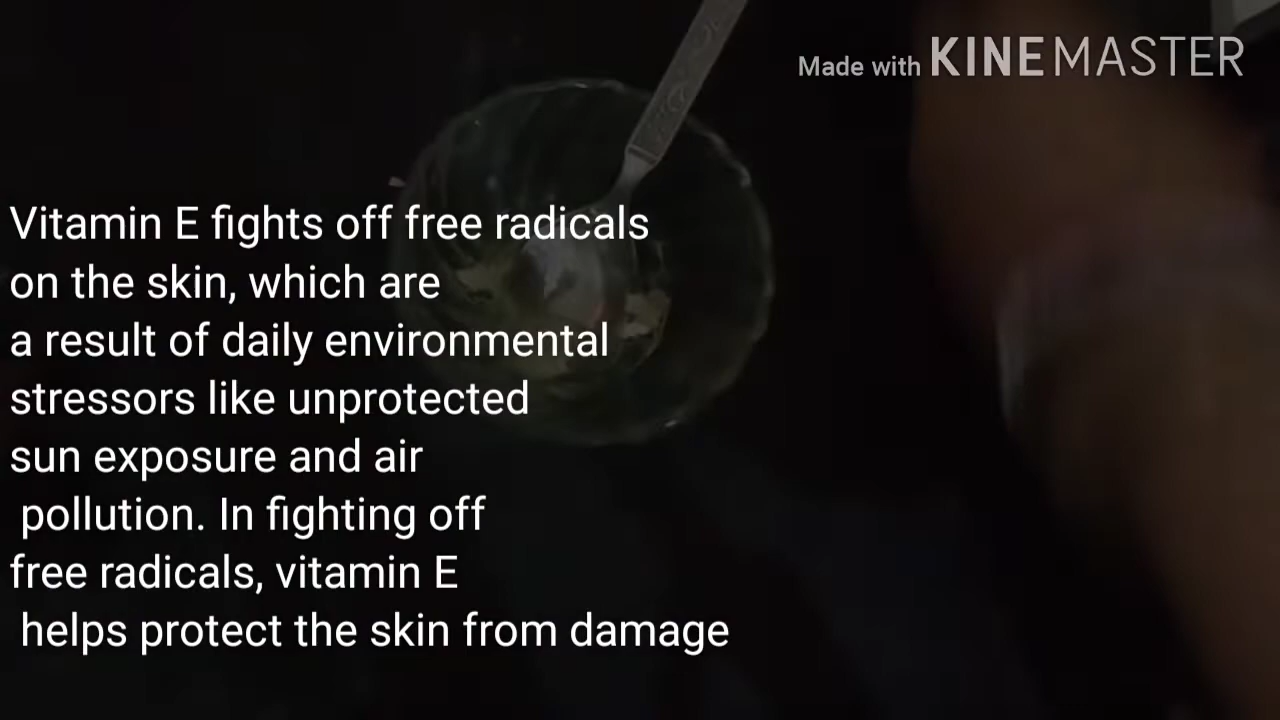 Made with KINEMASTER
Vitamin E fights off free radicals
on the skin, which are
a result of daily environmental
stressors like unprotected
sun exposure and air
pollution. In fighting off
free radicals, vitamin E
helps protect the skin from damage